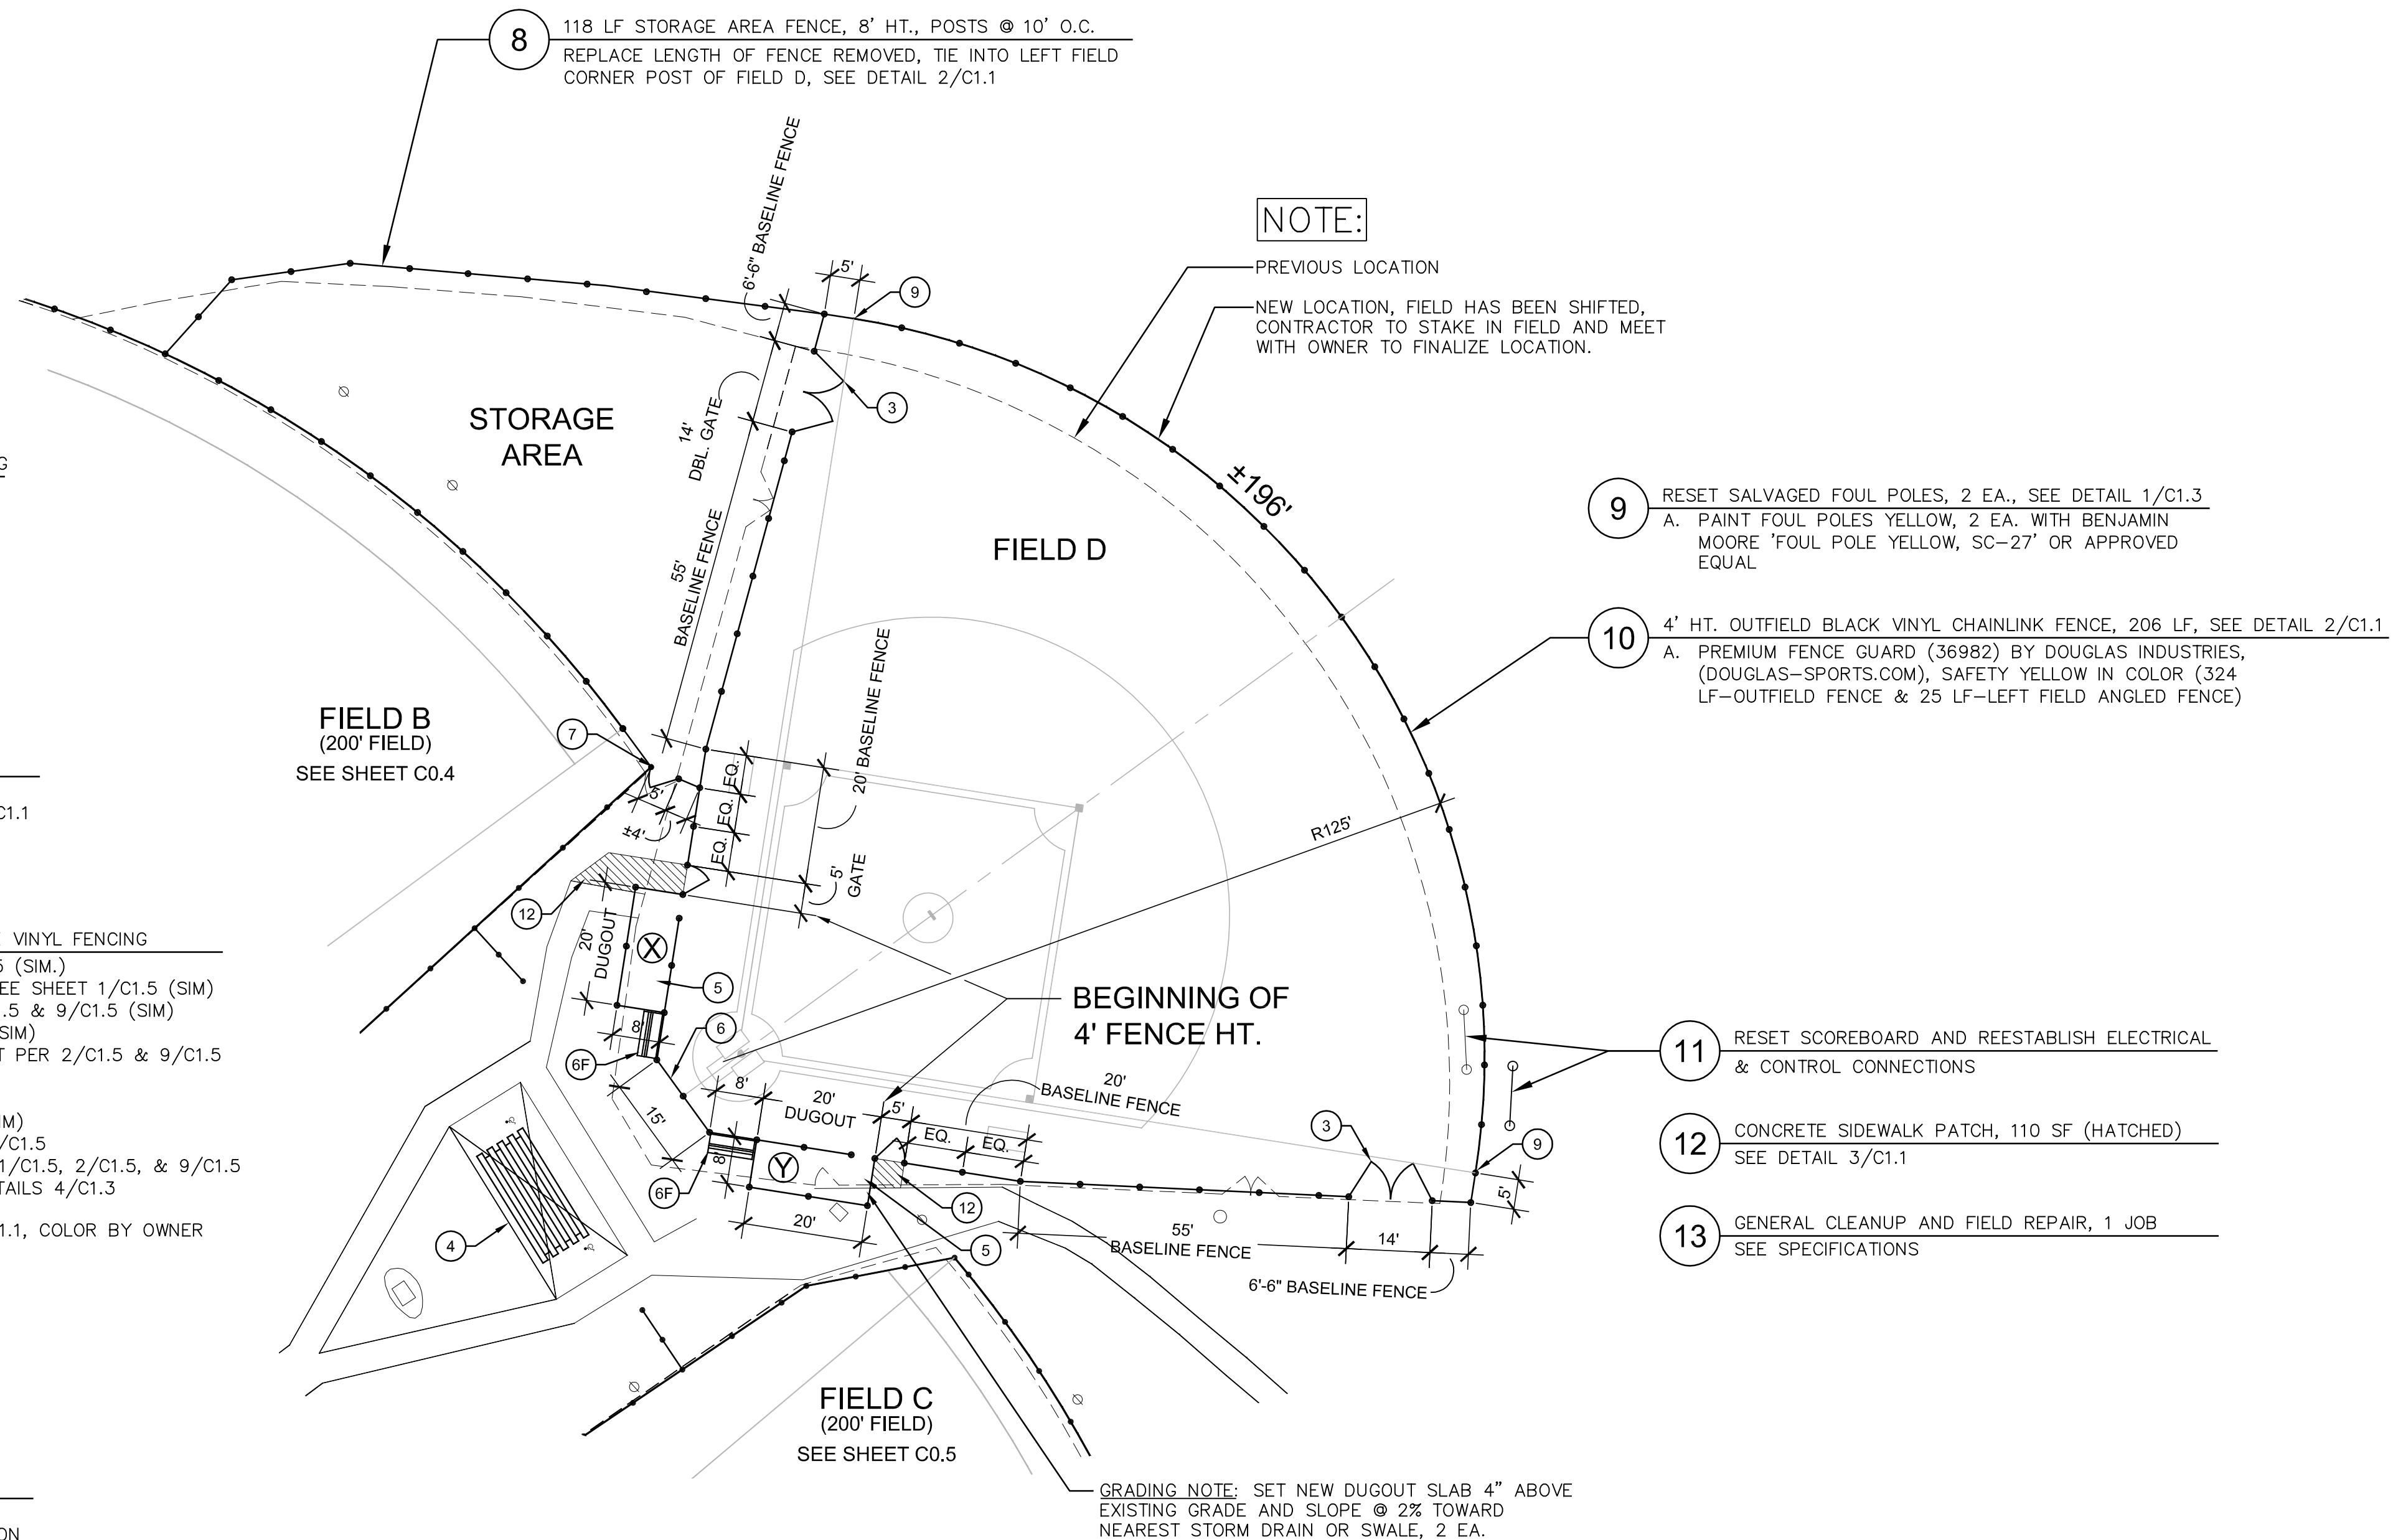 8
118 LF STORAGE AREA FENCE, 8' HT., POSTS @ 10' O.C.
REPLACE LENGTH OF FENCE REMOVED, TIE INTO LEFT FIELD
CORNER POST OF FIELD D, SEE DETAIL 2/C1.1
6'-6" BASELINE FENCE
5'
9
NOTE:
PREVIOUS LOCATION
NEW LOCATION, FIELD HAS BEEN SHIFTED,
CONTRACTOR TO STAKE IN FIELD AND MEET
WITH OWNER TO FINALIZE LOCATION.
3
14'
DBL. GATE
STORAGE
AREA
G
±196'
FIELD D
9
RESET SALVAGED FOUL POLES, 2 EA., SEE DETAIL 1/C1.3
A. PAINT FOUL POLES YELLOW, 2 EA. WITH BENJAMIN
MOORE 'FOUL POLE YELLOW, SC-27' OR APPROVED
EQUAL
55'
BASELINE FENCE
10
4' HT. OUTFIELD BLACK VINYL CHAINLINK FENCE, 206 LF, SEE DETAIL 2/C1.1
A. PREMIUM FENCE GUARD (36982) BY DOUGLAS INDUSTRIES,
(DOUGLAS-SPORTS.COM), SAFETY YELLOW IN COLOR (324
LF-OUTFIELD FENCE & 25 LF-LEFT FIELD ANGLED FENCE)
20' BASELINE FENCE
FIELD B
(200' FIELD)
SEE SHEET C0.4
7
EQ.
EQ.
EQ.
5'
±4'
C1.1
R125'
5'
GATE
12
20'
DUGOUT
X
5
8'
6
6F
VINYL FENCING
(SIM.)
EE SHEET 1/C1.5 (SIM)
.5 & 9/C1.5 (SIM)
SIM)
T PER 2/C1.5 & 9/C1.5
BEGINNING OF
4' FENCE HT.
11
RESET SCOREBOARD AND REESTABLISH ELECTRICAL
& CONTROL CONNECTIONS
15'
8'
20'
DUGOUT
5'
20'
BASELINE FENCE
EQ.
EQ.
3
9
12
CONCRETE SIDEWALK PATCH, 110 SF (HATCHED)
SEE DETAIL 3/C1.1
IM)
/C1.5
1/C1.5, 2/C1.5, & 9/C1.5
TAILS 4/C1.3
1.1, COLOR BY OWNER
8'
Y
6F
12
5'
20'
5
55'
BASELINE FENCE
14'
6'-6" BASELINE FENCE
4
13
GENERAL CLEANUP AND FIELD REPAIR, 1 JOB
SEE SPECIFICATIONS
FIELD C
(200' FIELD)
SEE SHEET C0.5
GRADING NOTE: SET NEW DUGOUT SLAB 4" ABOVE
EXISTING GRADE AND SLOPE @ 2% TOWARD
NEAREST STORM DRAIN OR SWALE, 2 EA.
ON